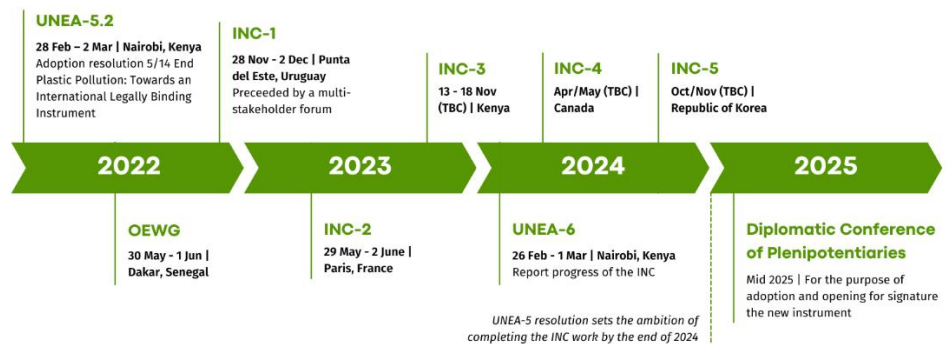 UNEA-5.2
28 Feb – 2 Mar | Nairobi, Kenya
Adoption resolution 5/14 End
Plastic Pollution: Towards an
International Legally Binding
Instrument
INC-1
28 Nov - 2 Dec | Punta
del Este, Uruguay
Preceeded by a multi-
stakeholder forum
INC-3
13 - 18 Nov
(TBC) | Kenya
INC-4
Apr/May (TBC) |
Canada
INC-5
Oct/Nov (TBC) |
Republic of Korea
2022
2023
2024
2025
OEWG
30 May - 1 Jun |
Dakar, Senegal
INC-2
29 May - 2 June |
Paris, France
UNEA-6
26 Feb - 1 Mar | Nairobi, Kenya
Report progress of the INC
Diplomatic Conference
of Plenipotentiaries
Mid 2025 | For the purpose of
adoption and opening for signature
the new instrument
UNEA-5 resolution sets the ambition of
completing the INC work by the end of 2024